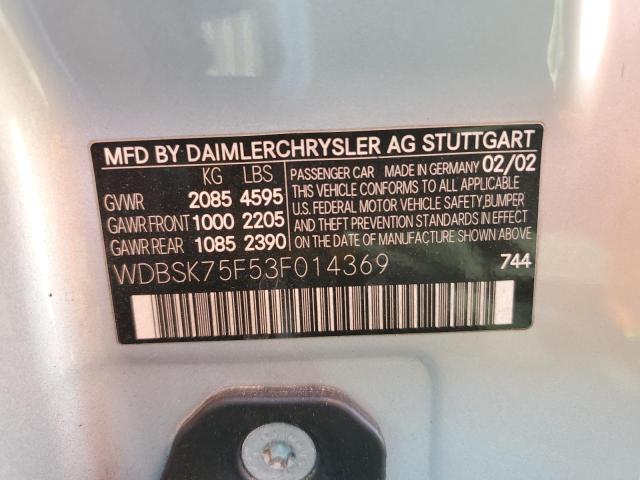 MFD BY DAIMLERCHRYSLER AG STUTTGART
KG LBS
GVWR 2085 4595
GAWR FRONT 1000 2205
GAWR REAR 1085 2390
PASSENGER CAR MADE IN GERMANY 02/02
THIS VEHICLE CONFORMS TO ALL APPLICABLE
U.S. FEDERAL MOTOR VEHICLE SAFETY, BUMPER
AND THEFT PREVENTION STANDARDS IN EFFECT
ON THE DATE OF MANUFACTURE SHOWN ABOVE
WDBSK75F53F014369 744